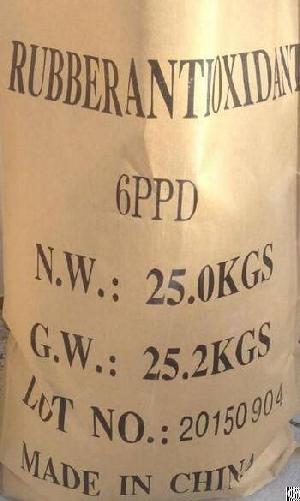 RUBBERANTIOXIDANT
6PPD
N.W.: 25.0KGS
G.W.: 25.2KGS
LOT NO.: 20150904
MADE IN CHINA